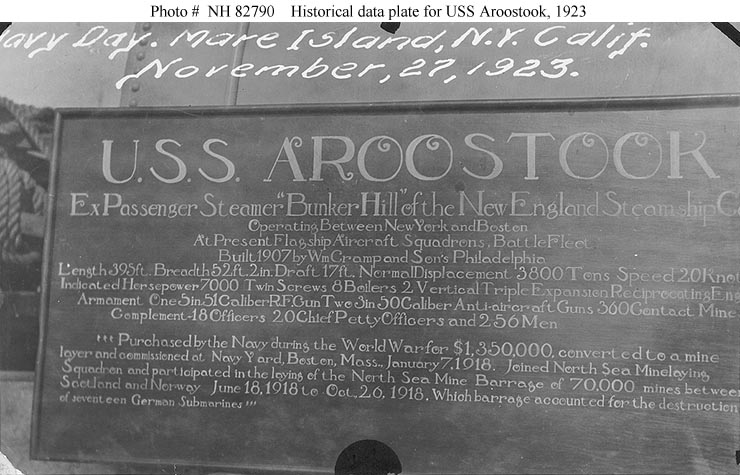 Photo # NH 82790 Historical data plate for USS Aroostook, 1923
Navy Day. Mare Island, N.Y. Calif.
November, 27, 1923.
U.S.S. AROOSTOOK
Ex Passenger Steamer "Bunker Hill" of the New England Steamship Co
Operating Between New York and Boston
At Present Flagship Aircraft Squadrons, Battle Fleet
Built 1907 by Wm Cramp and Son's Philadelphia
Length 395ft. Breadth 52ft. 2in. Draft 17ft. Normal Displacement 3800 Tons Speed 20 Knot
Indicated Horsepower 7000 Twin Screws 8 Boilers 2 Vertical Triple Expansion Reciprocating Eng
Armament One 5in. 51 Caliber R.F. Gun Two 3in. 50 Caliber Anti-aircraft Guns 360 Contact Mine
Complement-18 Officers 20 Chief Petty Officers and 256 Men
""" Purchased by the Navy during the World War for $1,350,000, converted to a mine
layer and commissioned at Navy Yard, Boston, Mass., January 7, 1918. Joined North Sea Minelaying
Squadron and participated in the laying of the North Sea Mine Barrage of 70,000 mines between
Scotland and Norway June 18, 1918 to Oct. 26, 1918. Which barrage accounted for the destruction
of seventeen German Submarines """